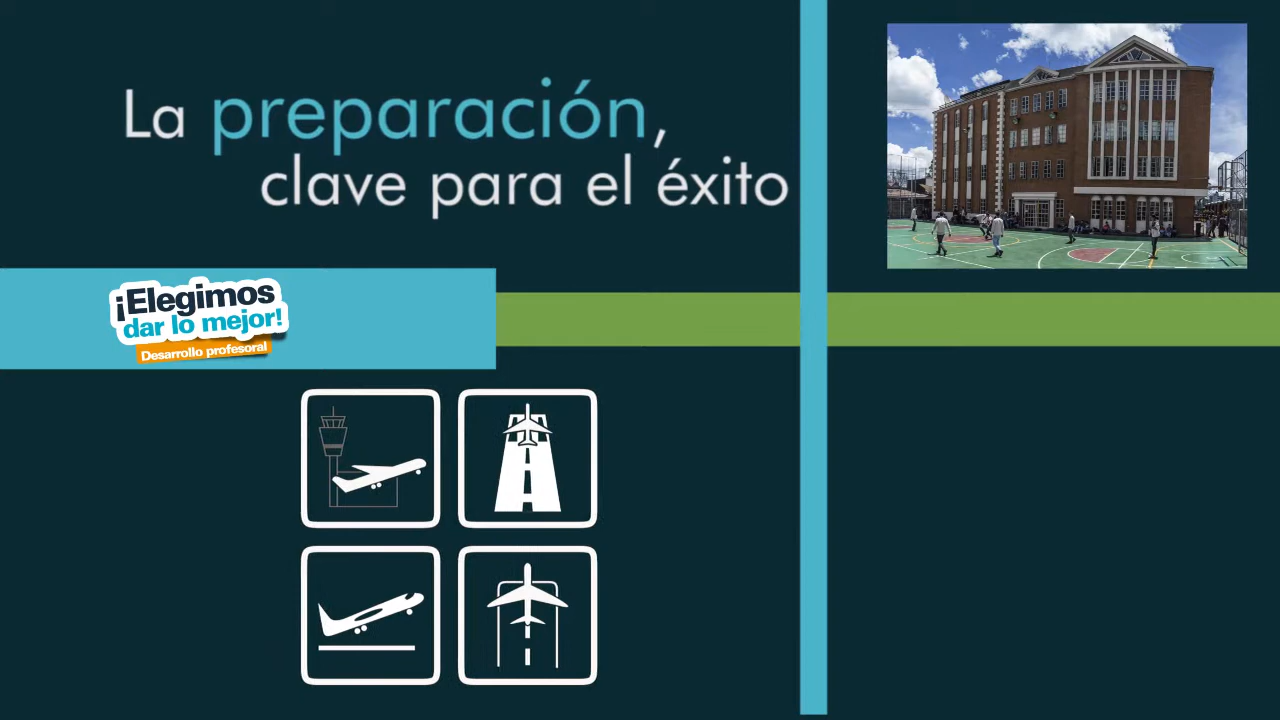 La preparación,
clave para el éxito
¡Elegimos
dar lo mejor!
Desarrollo profesoral